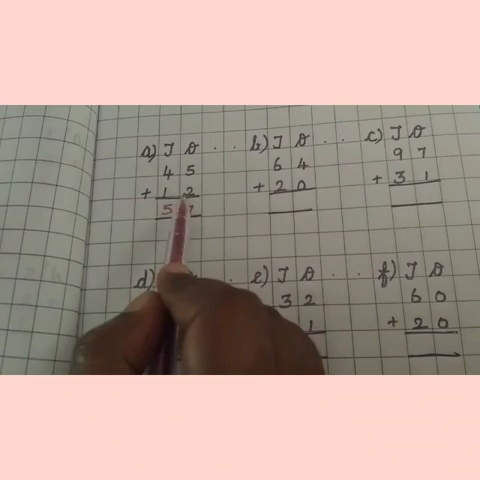 a) T O . . b) T O . . c) T O
4 5 6 4 9 7
+ 1 2 + 2 0 + 3 1
5 7
d) e) T O . . f) T O
3 2 6 0
1 + 2 0